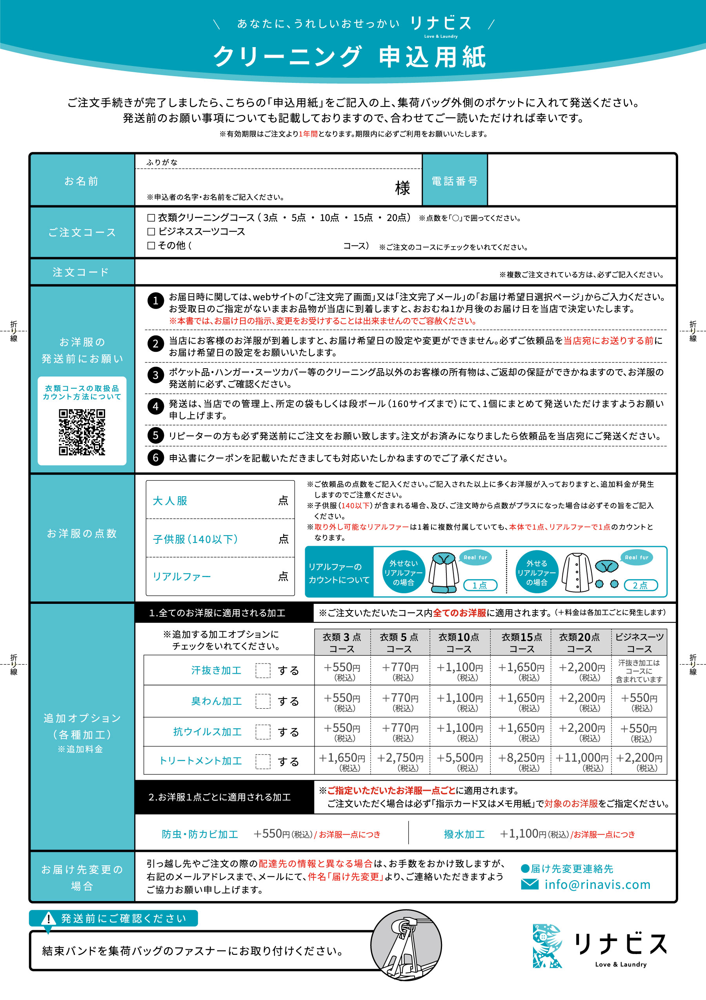 あなたに、うれしいおせっかい リナビス
Love & Laundry
クリーニング 申込用紙
ご注文手続きが完了しましたら、こちらの「申込用紙」をご記入の上、集荷バッグ外側のポケットに入れて発送ください。
発送前のお願い事項についても記載しておりますので、合わせてご一読いただければ幸いです。
※有効期限はご注文より1年間となります。期限内に必ずご利用をお願いいたします。
お名前
ふりがな
様
※申込者の名字・お名前をご記入ください。
電話番号
ご注文コース
□ 衣類クリーニングコース（ 3点 ・ 5点 ・ 10点 ・ 15点 ・ 20点） ※点数を「〇」で囲ってください。
□ ビジネススーツコース
□ その他（ コース） ※ご注文のコースにチェックをいれてください。
注文コード
※複数ご注文されている方は、必ずご記入ください。
折り線
折り線
お洋服の
発送前にお願い
衣類コースの取扱品
カウント方法について
1 お届日時に関しては、webサイトの「ご注文完了画面」又は「注文完了メール」の「お届け希望日選択ページ」からご入力ください。
お受取日のご指定がないままお品物が当店に到着しますと、おおむね1か月後のお届け日を当店で決定いたします。
※本書では、お届け日の指示、変更をお受けすることは出来ませんのでご容赦ください。
2 当店にお客様のお洋服が到着しますと、お届け希望日の設定や変更ができません。必ずご依頼品を当店宛にお送りする前に
お届け希望日の設定をお願いいたします。
3 ポケット品・ハンガー・スーツカバー等のクリーニング品以外のお客様の所有物は、ご返却の保証ができかねますので、お洋服の
発送前に必ず、ご確認ください。
4 発送は、当店での管理上、所定の袋もしくは段ボール（160サイズまで）にて、1個にまとめて発送いただけますようお願い
申し上げます。
5 リピーターの方も必ず発送前にご注文をお願い致します。注文がお済みになりましたら依頼品を当店宛にご発送ください。
6 申込書にクーポンを記載いただきましても対応いたしかねますのでご了承ください。
お洋服の点数
大人服 点
子供服（140以下） 点
リアルファー 点
※ご依頼品の点数をご記入ください。ご記入された以上に多くお洋服が入っておりますと、追加料金が発生
しますのでご注意ください。
※子供服（140以下）が含まれる場合、及び、ご注文時から点数がプラスになった場合は必ずその旨をご記入
ください。
※取り外し可能なリアルファーは1着に複数付属していても、本体で1点、リアルファーで1点のカウントと
なります。
リアルファーの
カウントについて
外せない
リアルファー
の場合
Real fur
1点
外せる
リアルファー
の場合
Real fur
2点
折り線
折り線
追加オプション
（各種加工）
※追加料金
1.全てのお洋服に適用される加工
※ご注文いただいたコース内全てのお洋服に適用されます。（＋料金は各加工ごとに発生します）
※追加する加工オプションに
チェックをいれてください。
衣類 3 点コース 衣類 5 点コース 衣類10点コース 衣類15点コース 衣類20点コース ビジネスーツコース
汗抜き加工 する +550円（税込） +770円（税込） +1,100円（税込） +1,650円（税込） +2,200円（税込） 汗抜き加工はコースに含まれています
臭わん加工 する +550円（税込） +770円（税込） +1,100円（税込） +1,650円（税込） +2,200円（税込） +550円（税込）
抗ウイルス加工 する +550円（税込） +770円（税込） +1,100円（税込） +1,650円（税込） +2,200円（税込） +550円（税込）
トリートメント加工 する +1,650円（税込） +2,750円（税込） +5,500円（税込） +8,250円（税込） +11,000円（税込） +2,200円（税込）
2.お洋服1点ごとに適用される加工
※ご指定いただいたお洋服一点ごとに適用されます。
ご注文いただく場合は必ず「指示カード又はメモ用紙」で対象のお洋服をご指定ください。
防虫・防カビ加工 +550円（税込）/ お洋服一点につき
撥水加工 +1,100円（税込）/お洋服一点につき
お届け先変更の
場合
引っ越し先やご注文の際の配達先の情報と異なる場合は、お手数をおかけ致しますが、
右記のメールアドレスまで、メールにて、件名「届け先変更」より、ご連絡いただきますよう
ご協力お願い申し上げます。
●届け先変更連絡先
info@rinavis.com
発送前にご確認ください
結束バンドを集荷バッグのファスナーにお取り付けください。
リナビス
Love & Laundry